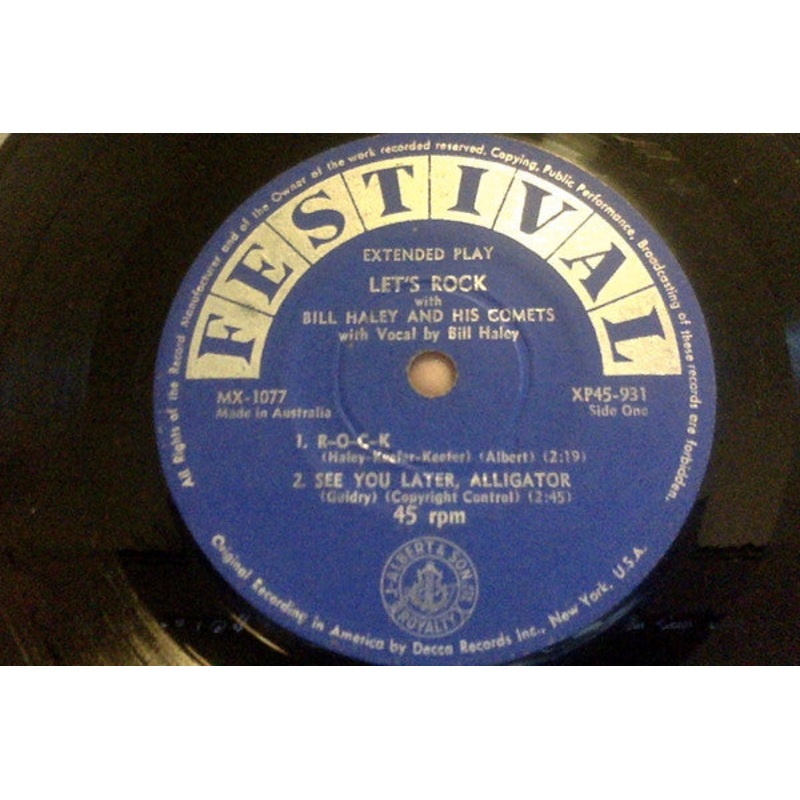 All Rights of the Record Manufacturer and of the Owner of the work recorded reserved. Copying, Public Performance, Broadcasting of these records are forbidden.
FESTIVAL
EXTENDED PLAY
LET'S ROCK
with
BILL HALEY AND HIS COMETS
with Vocal by Bill Haley
MX-1077 XP45-931
Made in Australia Side One
1. R-O-C-K
(Haley-Keefer-Keefer) (Albert) (2:19)
2. SEE YOU LATER, ALLIGATOR
(Guidry) (Copyright Control) (2:45)
45 rpm
J. ALBERT & SON
ROYALTY
Original Recording in America by Decca Records Inc., New York, U.S.A.